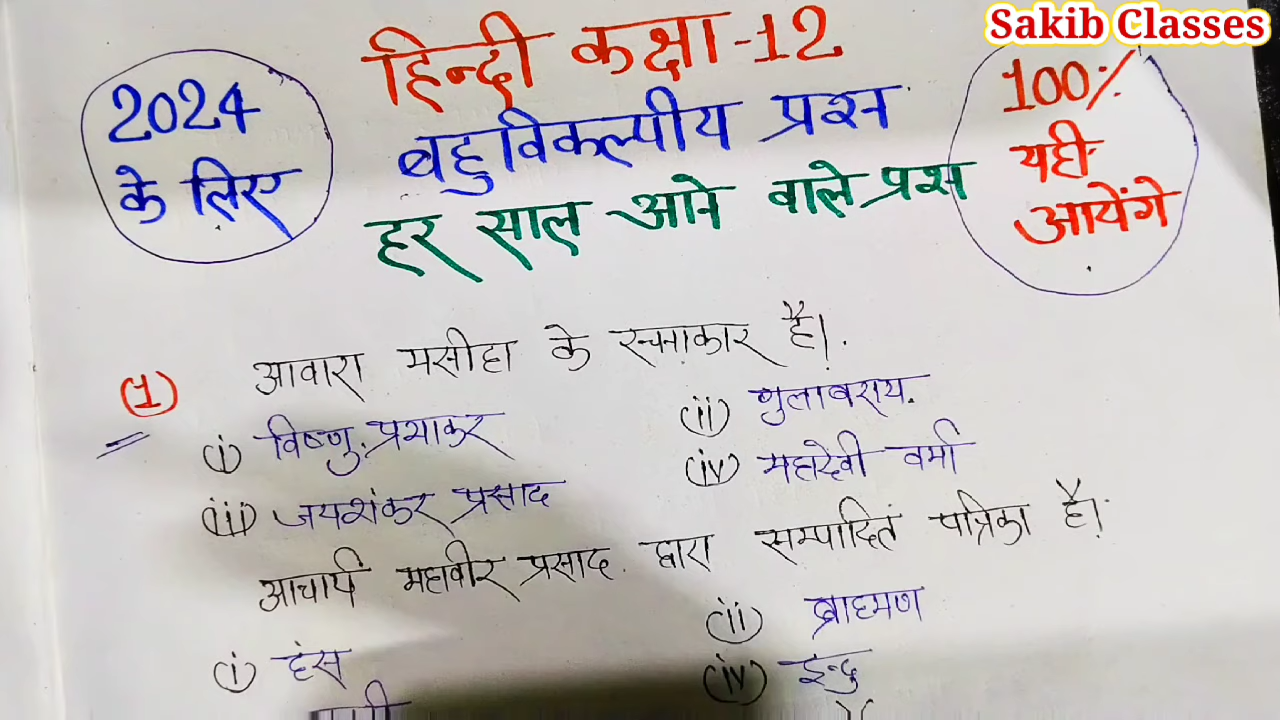 Sakib Classes
हिन्दी कक्षा-12
2024
के लिए
बहुविकल्पीय प्रश्न
हर साल आने वाले प्रश्न
100%
यही
आयेंगे
(1) आवारा मसीहा के रचनाकार है।
(i) विष्णु प्रभाकर (ii) गुलाबराय
(iii) जयशंकर प्रसाद (iv) महादेवी वर्मा
आचार्य महावीर प्रसाद द्वारा सम्पादित पत्रिका है।
(i) हंस (ii) ब्राह्मण
(iv) इन्दु